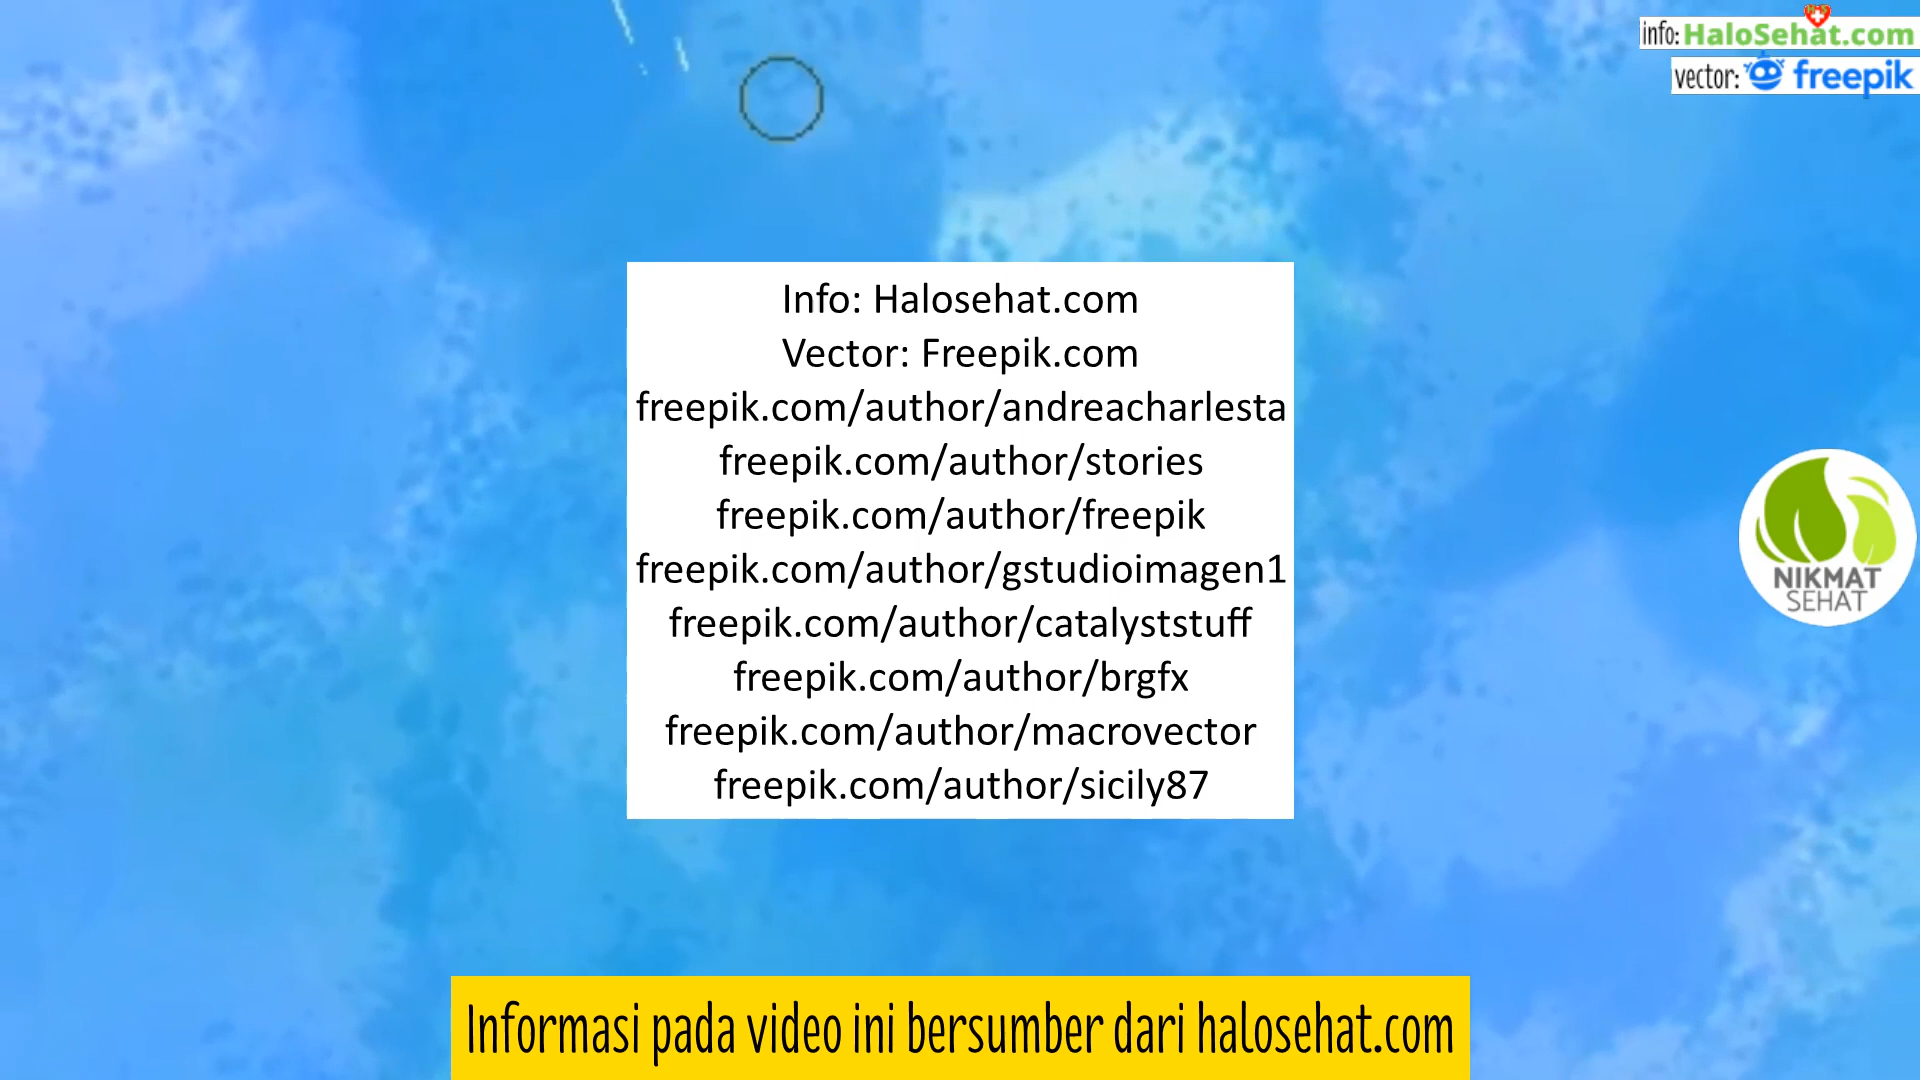 info: HaloSehat.com
vector: freepik
Info: Halosehat.com
Vector: Freepik.com
freepik.com/author/andreacharlesta
freepik.com/author/stories
freepik.com/author/freepik
freepik.com/author/gstudioimagen1
freepik.com/author/catalyststuff
freepik.com/author/brgfx
freepik.com/author/macrovector
freepik.com/author/sicily87
NIKMAT
SEHAT
Informasi pada video ini bersumber dari halosehat.com